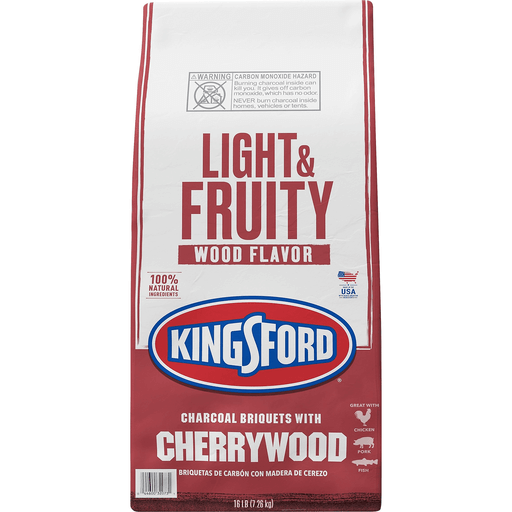 WARNING
CARBON MONOXIDE HAZARD
Burning charcoal inside can
kill you. It gives off carbon
monoxide, which has no odor.
NEVER burn charcoal inside
homes, vehicles or tents.
LIGHT &
FRUITY
WOOD FLAVOR
100%
NATURAL
INGREDIENTS
USA
KINGSFORD
®
CHARCOAL BRIQUETS WITH
CHERRYWOOD
BRIQUETAS DE CARBÓN CON MADERA DE CEREZO
GREAT WITH
CHICKEN
PORK
FISH
16 LB (7.26 kg)